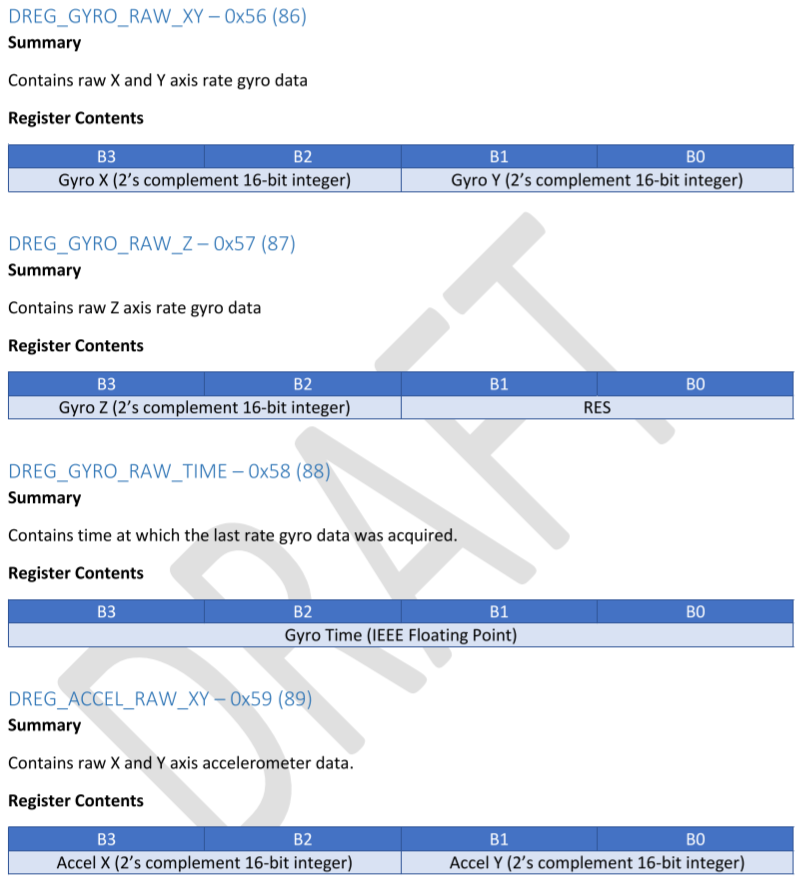 DREG_GYRO_RAW_XY – 0x56 (86)
Summary
Contains raw X and Y axis rate gyro data
Register Contents
B3 B2 B1 B0
Gyro X (2’s complement 16-bit integer) Gyro Y (2’s complement 16-bit integer)
DREG_GYRO_RAW_Z – 0x57 (87)
Summary
Contains raw Z axis rate gyro data
Register Contents
B3 B2 B1 B0
Gyro Z (2’s complement 16-bit integer) RES
DREG_GYRO_RAW_TIME – 0x58 (88)
Summary
Contains time at which the last rate gyro data was acquired.
Register Contents
B3 B2 B1 B0
Gyro Time (IEEE Floating Point)
DREG_ACCEL_RAW_XY – 0x59 (89)
Summary
Contains raw X and Y axis accelerometer data.
Register Contents
B3 B2 B1 B0
Accel X (2’s complement 16-bit integer) Accel Y (2’s complement 16-bit integer)
DRAFT